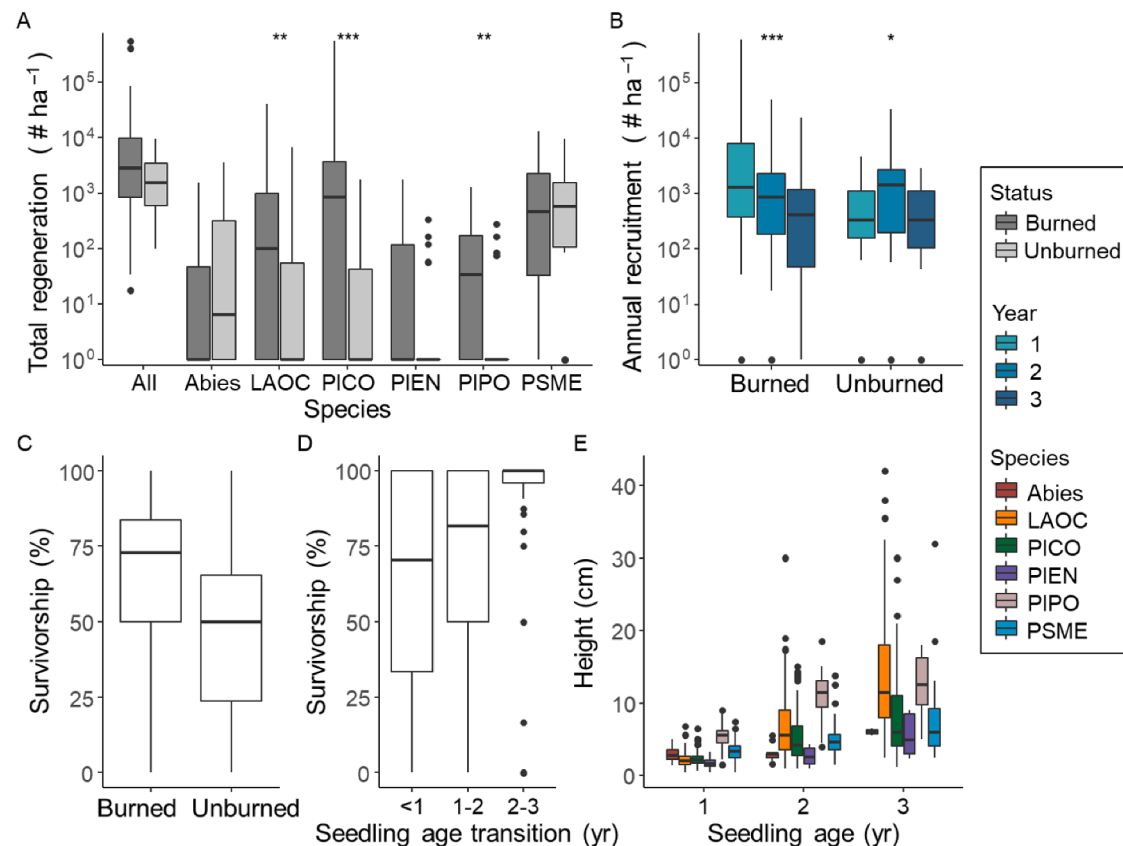 A
** *** **
Total regeneration ( # ha⁻¹ )
10⁵
10⁴
10³
10²
10¹
10⁰
All Abies LAOC PICO PIEN PIPO PSME
Species
B
*** *
Annual recruitment ( # ha⁻¹ )
10⁵
10⁴
10³
10²
10¹
10⁰
Burned Unburned
Status
Burned
Unburned
Year
1
2
3
Species
Abies
LAOC
PICO
PIEN
PIPO
PSME
C
Survivorship (%)
100
75
50
25
0
Burned Unburned
D
Survivorship (%)
100
75
50
25
0
<1 1-2 2-3
Seedling age transition (yr)
E
Height (cm)
40
30
20
10
0
1 2 3
Seedling age (yr)